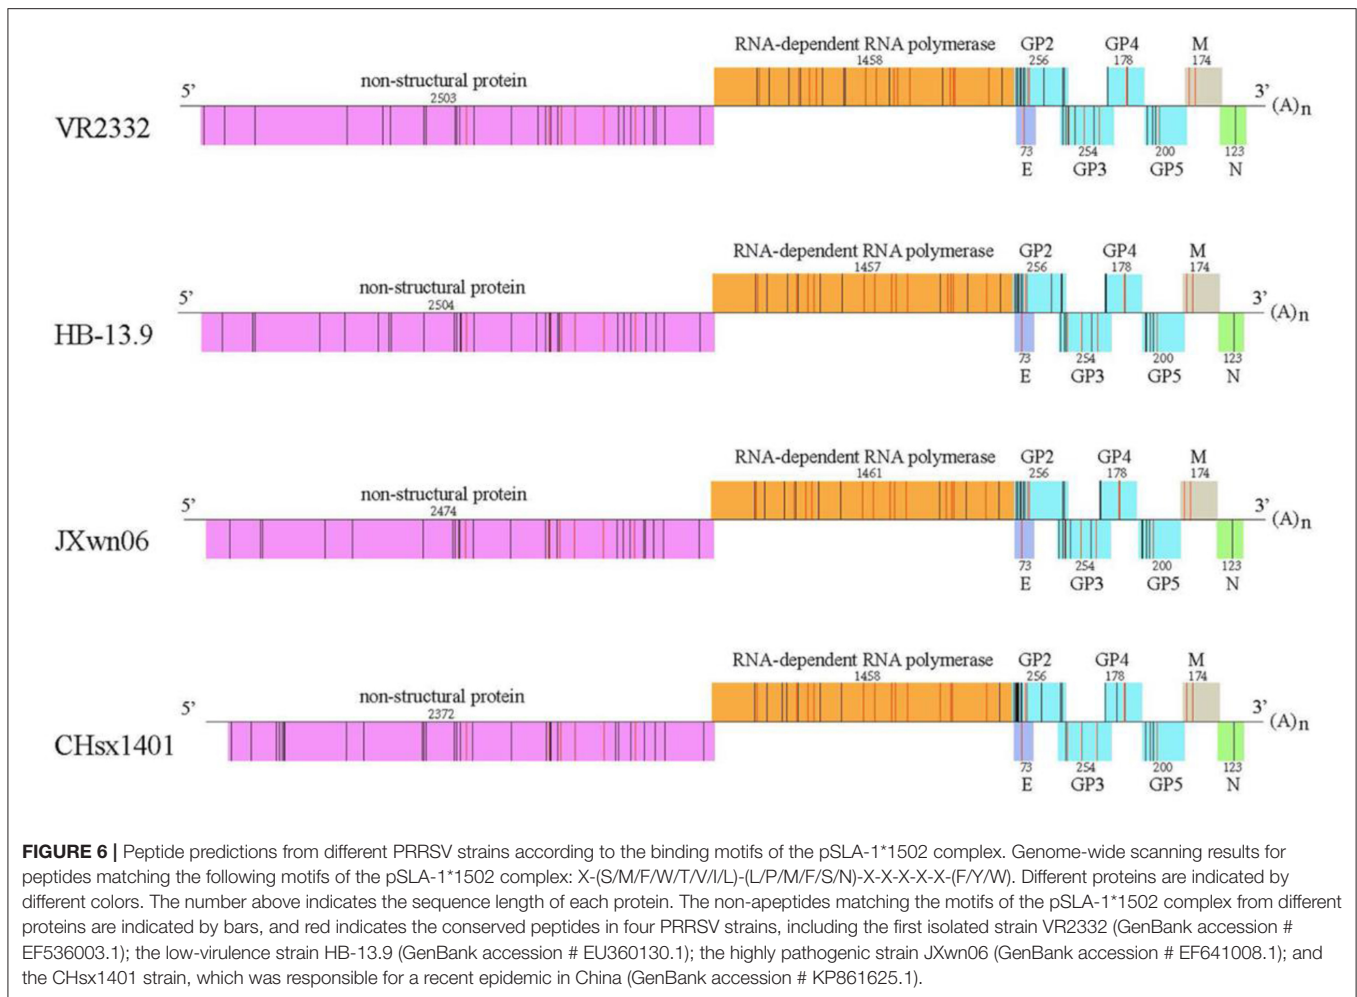 RNA-dependent RNA polymerase GP2 GP4 M
1458 256 178 174
non-structural protein
2503
5’ 3’
(A)n
VR2332
73 254 200 123
E GP3 GP5 N
RNA-dependent RNA polymerase GP2 GP4 M
1457 256 178 174
non-structural protein
2504
5’ 3’
(A)n
HB-13.9
73 254 200 123
E GP3 GP5 N
RNA-dependent RNA polymerase GP2 GP4 M
1461 256 178 174
non-structural protein
2474
5’ 3’
(A)n
JXwn06
73 254 200 123
E GP3 GP5 N
RNA-dependent RNA polymerase GP2 GP4 M
1458 256 178 174
non-structural protein
2372
5’ 3’
(A)n
CHsx1401
73 254 200 123
E GP3 GP5 N
FIGURE 6 | Peptide predictions from different PRRSV strains according to the binding motifs of the pSLA-1*1502 complex. Genome-wide scanning results for
peptides matching the following motifs of the pSLA-1*1502 complex: X-(S/M/F/W/T/V/I/L)-(L/P/M/F/S/N)-X-X-X-X-X-(F/Y/W). Different proteins are indicated by
different colors. The number above indicates the sequence length of each protein. The non-apeptides matching the motifs of the pSLA-1*1502 complex from different
proteins are indicated by bars, and red indicates the conserved peptides in four PRRSV strains, including the first isolated strain VR2332 (GenBank accession #
EF536003.1); the low-virulence strain HB-13.9 (GenBank accession # EU360130.1); the highly pathogenic strain JXwn06 (GenBank accession # EF641008.1); and
the CHsx1401 strain, which was responsible for a recent epidemic in China (GenBank accession # KP861625.1).